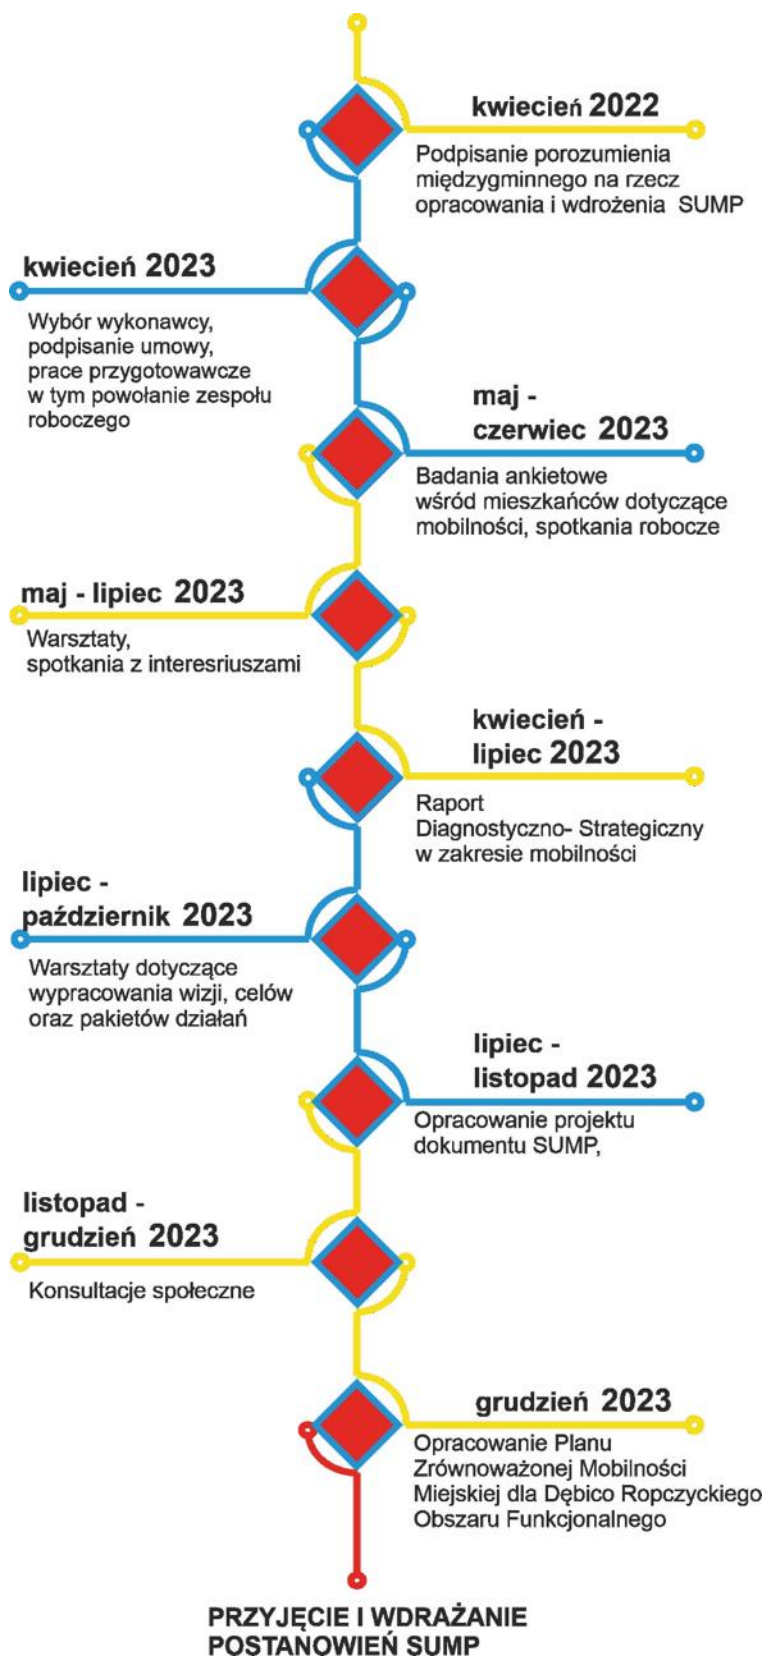 kwiecień 2022
Podpisanie porozumienia
międzygminnego na rzecz
opracowania i wdrożenia SUMP
kwiecień 2023
Wybór wykonawcy,
podpisanie umowy,
prace przygotowawcze
w tym powołanie zespołu
roboczego
maj -
czerwiec 2023
Badania ankietowe
wśród mieszkańców dotyczące
mobilności, spotkania robocze
maj - lipiec 2023
Warsztaty,
spotkania z interesriuszami
kwiecień -
lipiec 2023
Raport
Diagnostyczno- Strategiczny
w zakresie mobilności
lipiec -
październik 2023
Warsztaty dotyczące
wypracowania wizji, celów
oraz pakietów działań
lipiec -
listopad 2023
Opracowanie projektu
dokumentu SUMP,
listopad -
grudzień 2023
Konsultacje społeczne
grudzień 2023
Opracowanie Planu
Zrównoważonej Mobilności
Miejskiej dla Dębico Ropczyckiego
Obszaru Funkcjonalnego
PRZYJĘCIE I WDRAŻANIE
POSTANOWIEŃ SUMP